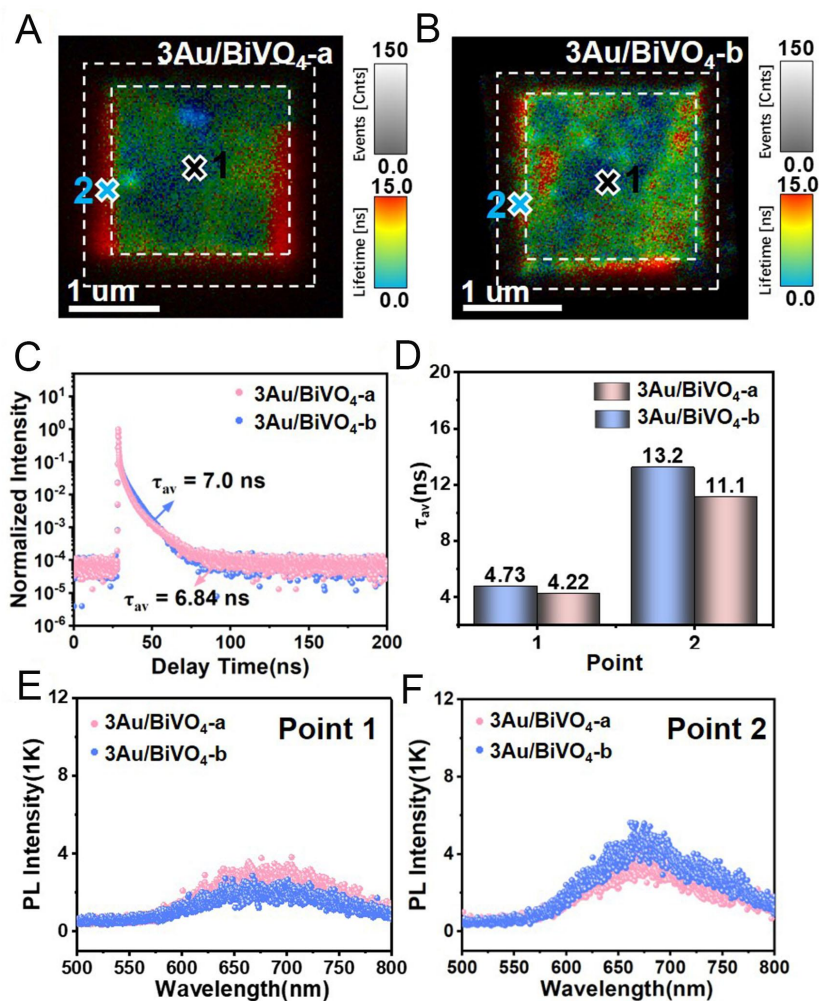 A
3Au/BiVO₄-a
1
2
1 um
150
Events [Cnts]
0.0
15.0
Lifetime [ns]
0.0
B
3Au/BiVO₄-b
1
2
1 um
150
Events [Cnts]
0.0
15.0
Lifetime [ns]
0.0
C
3Au/BiVO₄-a
3Au/BiVO₄-b
τav = 7.0 ns
τav = 6.84 ns
Normalized Intensity
10¹
10⁰
10⁻¹
10⁻²
10⁻³
10⁻⁴
10⁻⁵
10⁻⁶
0 50 100 150 200
Delay Time(ns)
D
3Au/BiVO₄-a
3Au/BiVO₄-b
τav(ns)
20
16
12
8
4
4.73
4.22
13.2
11.1
1 2
Point
E
3Au/BiVO₄-a
3Au/BiVO₄-b
Point 1
PL Intensity(1K)
12
8
4
0
500 550 600 650 700 750 800
Wavelength(nm)
F
3Au/BiVO₄-a
3Au/BiVO₄-b
Point 2
PL Intensity(1K)
12
8
4
0
500 550 600 650 700 750 800
Wavelength(nm)